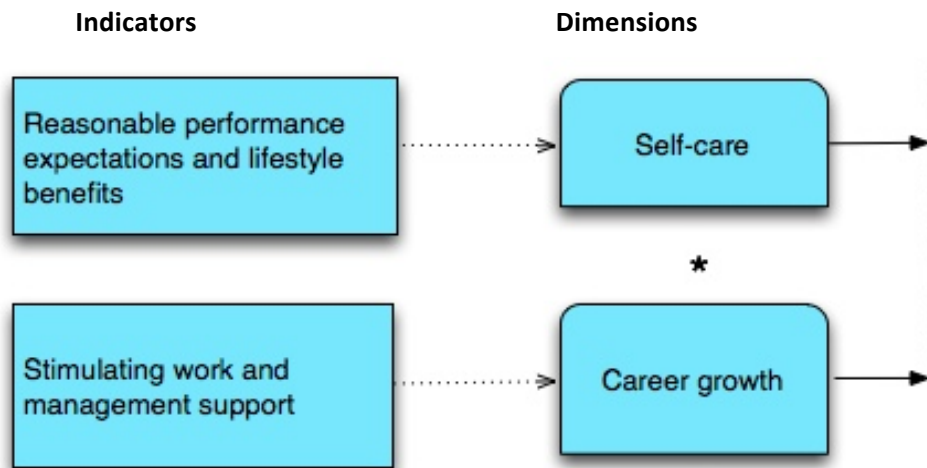 Indicators
Dimensions
Reasonable performance
expectations and lifestyle
benefits
Self-care
*
Stimulating work and
management support
Career growth